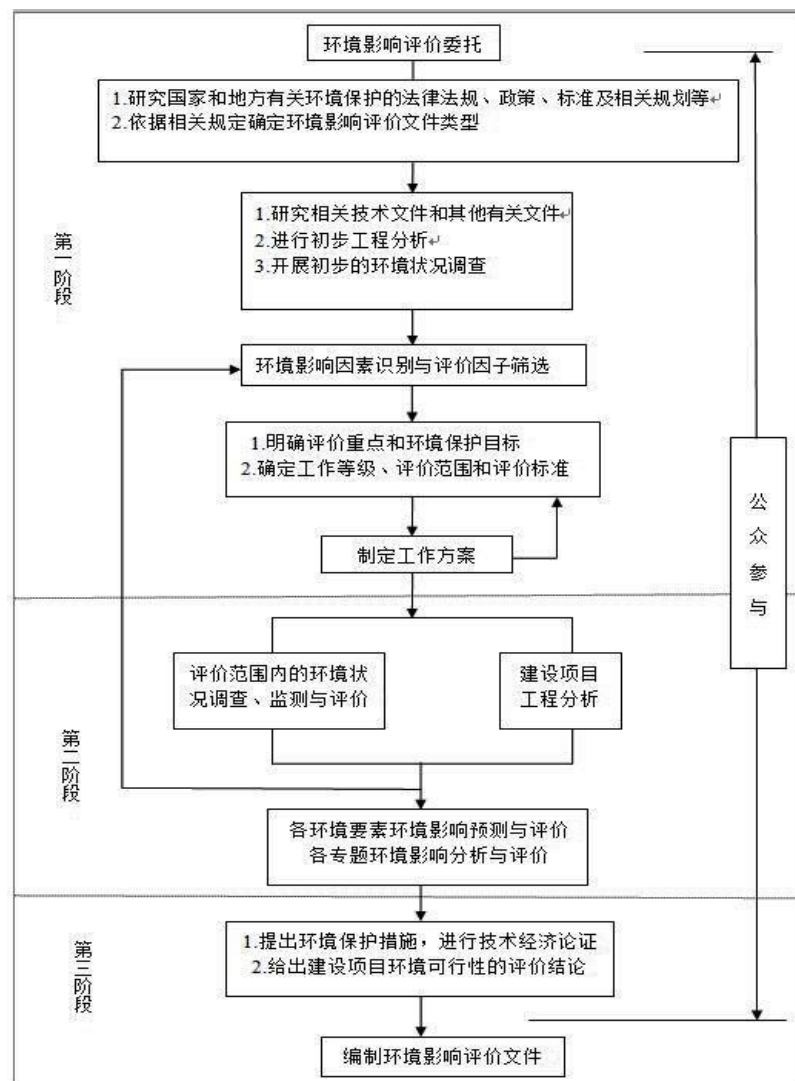 环境影响评价委托
1.研究国家和地方有关环境保护的法律法规、政策、标准及相关规划等↵
2.依据相关规定确定环境影响评价文件类型
1.研究相关技术文件和其他有关文件↵
2.进行初步工程分析↵
3.开展初步的环境状况调查
第一阶段
环境影响因素识别与评价因子筛选
1.明确评价重点和环境保护目标
2.确定工作等级、评价范围和评价标准
制定工作方案
公众参与
评价范围内的环境状
况调查、监测与评价
建设项目
工程分析
第二阶段
各环境要素环境影响预测与评价
各专题环境影响分析与评价
第三阶段
1.提出环境保护措施，进行技术经济论证
2.给出建设项目环境可行性的评价结论
编制环境影响评价文件